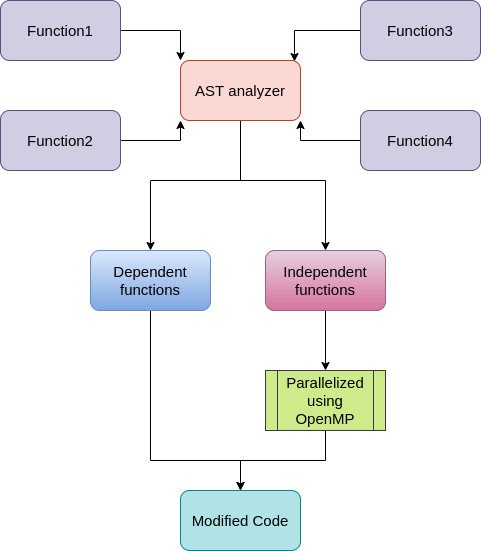 Function1
Function3
AST analyzer
Function2
Function4
Dependent
functions
Independent
functions
Parallelized
using
OpenMP
Modified Code